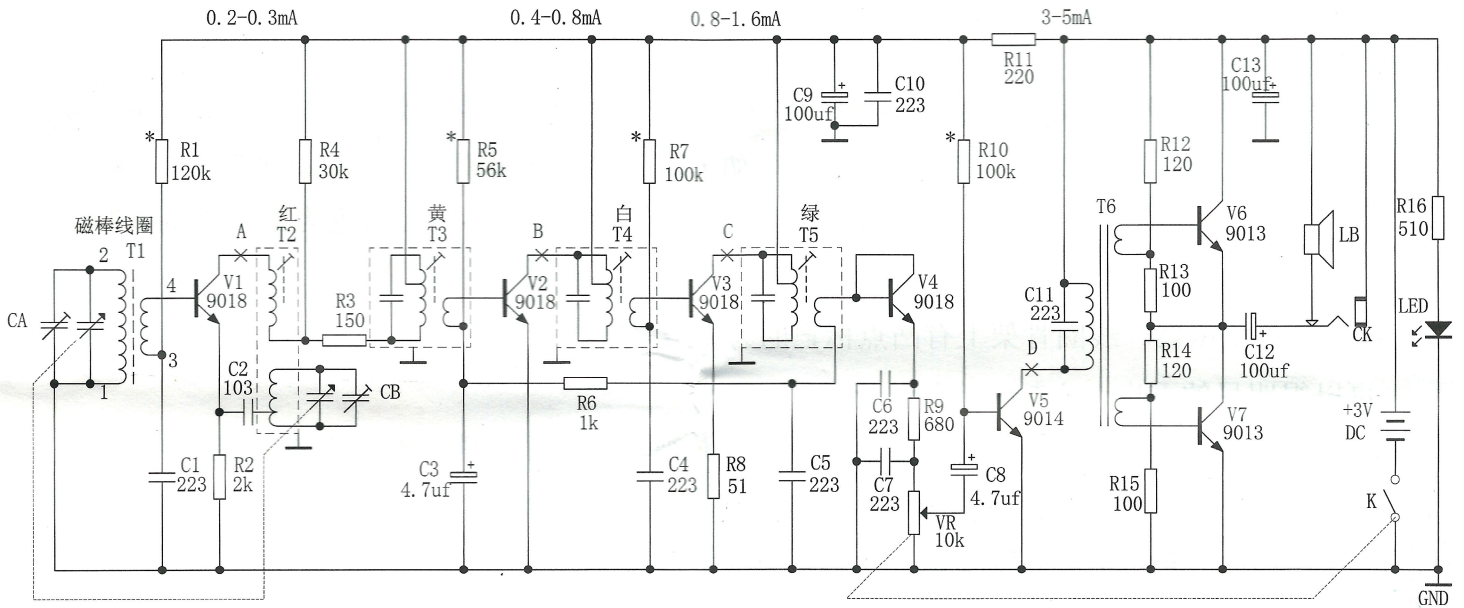 0.2-0.3mA
0.4-0.8mA
0.8-1.6mA
3-5mA
R11
220
C13
100uf
+
C9
100uf
+
C10
223
*
R1
120k
R4
30k
*
R5
56k
*
R7
100k
*
R10
100k
R12
120
磁棒线圈
T1
2
红
T2
A
黄
T3
B
白
T4
C
绿
T5
T6
V6
9013
R16
510
LB
4
V1
9018
V2
9018
V3
9018
V4
9018
R13
100
CA
R3
150
C11
223
LED
CK
3
1
C2
103
CB
D
R14
120
C12
100uf
+
R6
1k
C6
223
R9
680
V5
9014
V7
9013
+3V
DC
C1
223
R2
2k
C3
4.7uf
+
C4
223
R8
51
C5
223
C7
223
VR
10k
C8
4.7uf
+
R15
100
K
GND